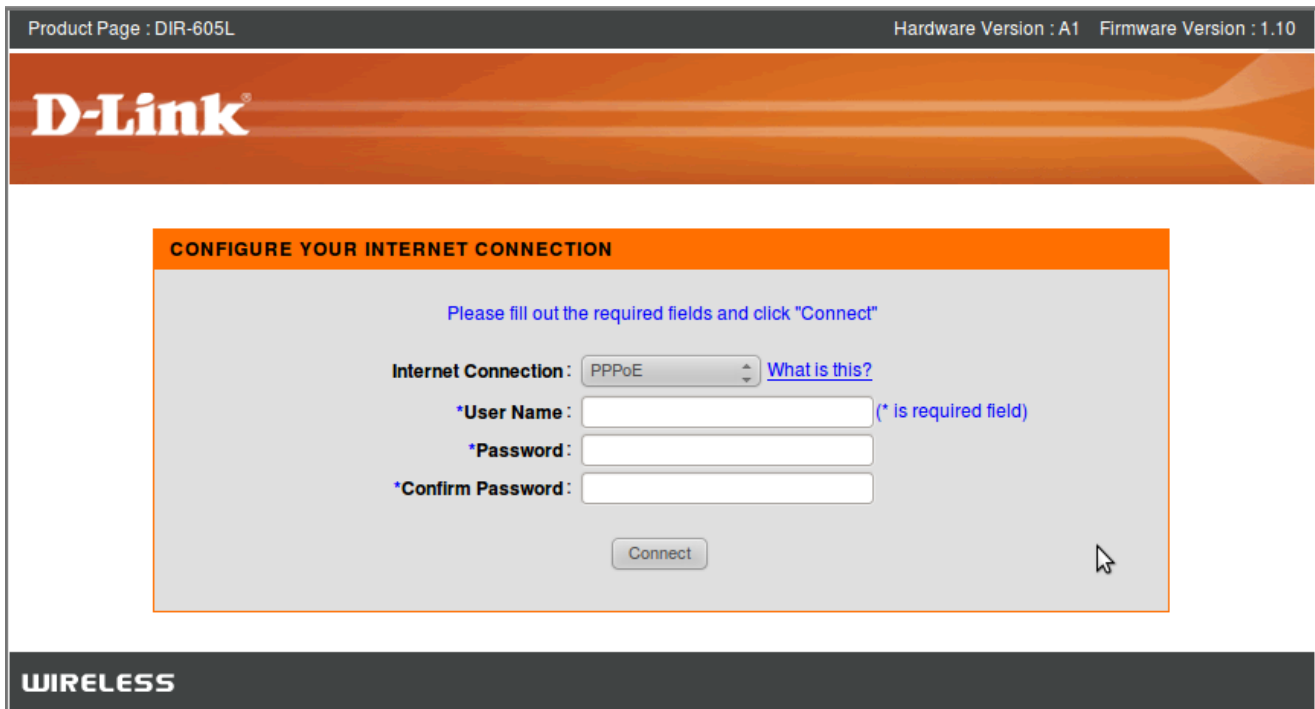 Product Page : DIR-605L Hardware Version : A1 Firmware Version : 1.10
D-Link®
CONFIGURE YOUR INTERNET CONNECTION
Please fill out the required fields and click "Connect"
Internet Connection : PPPoE What is this?
*User Name : (* is required field)
*Password :
*Confirm Password :
Connect
WIRELESS